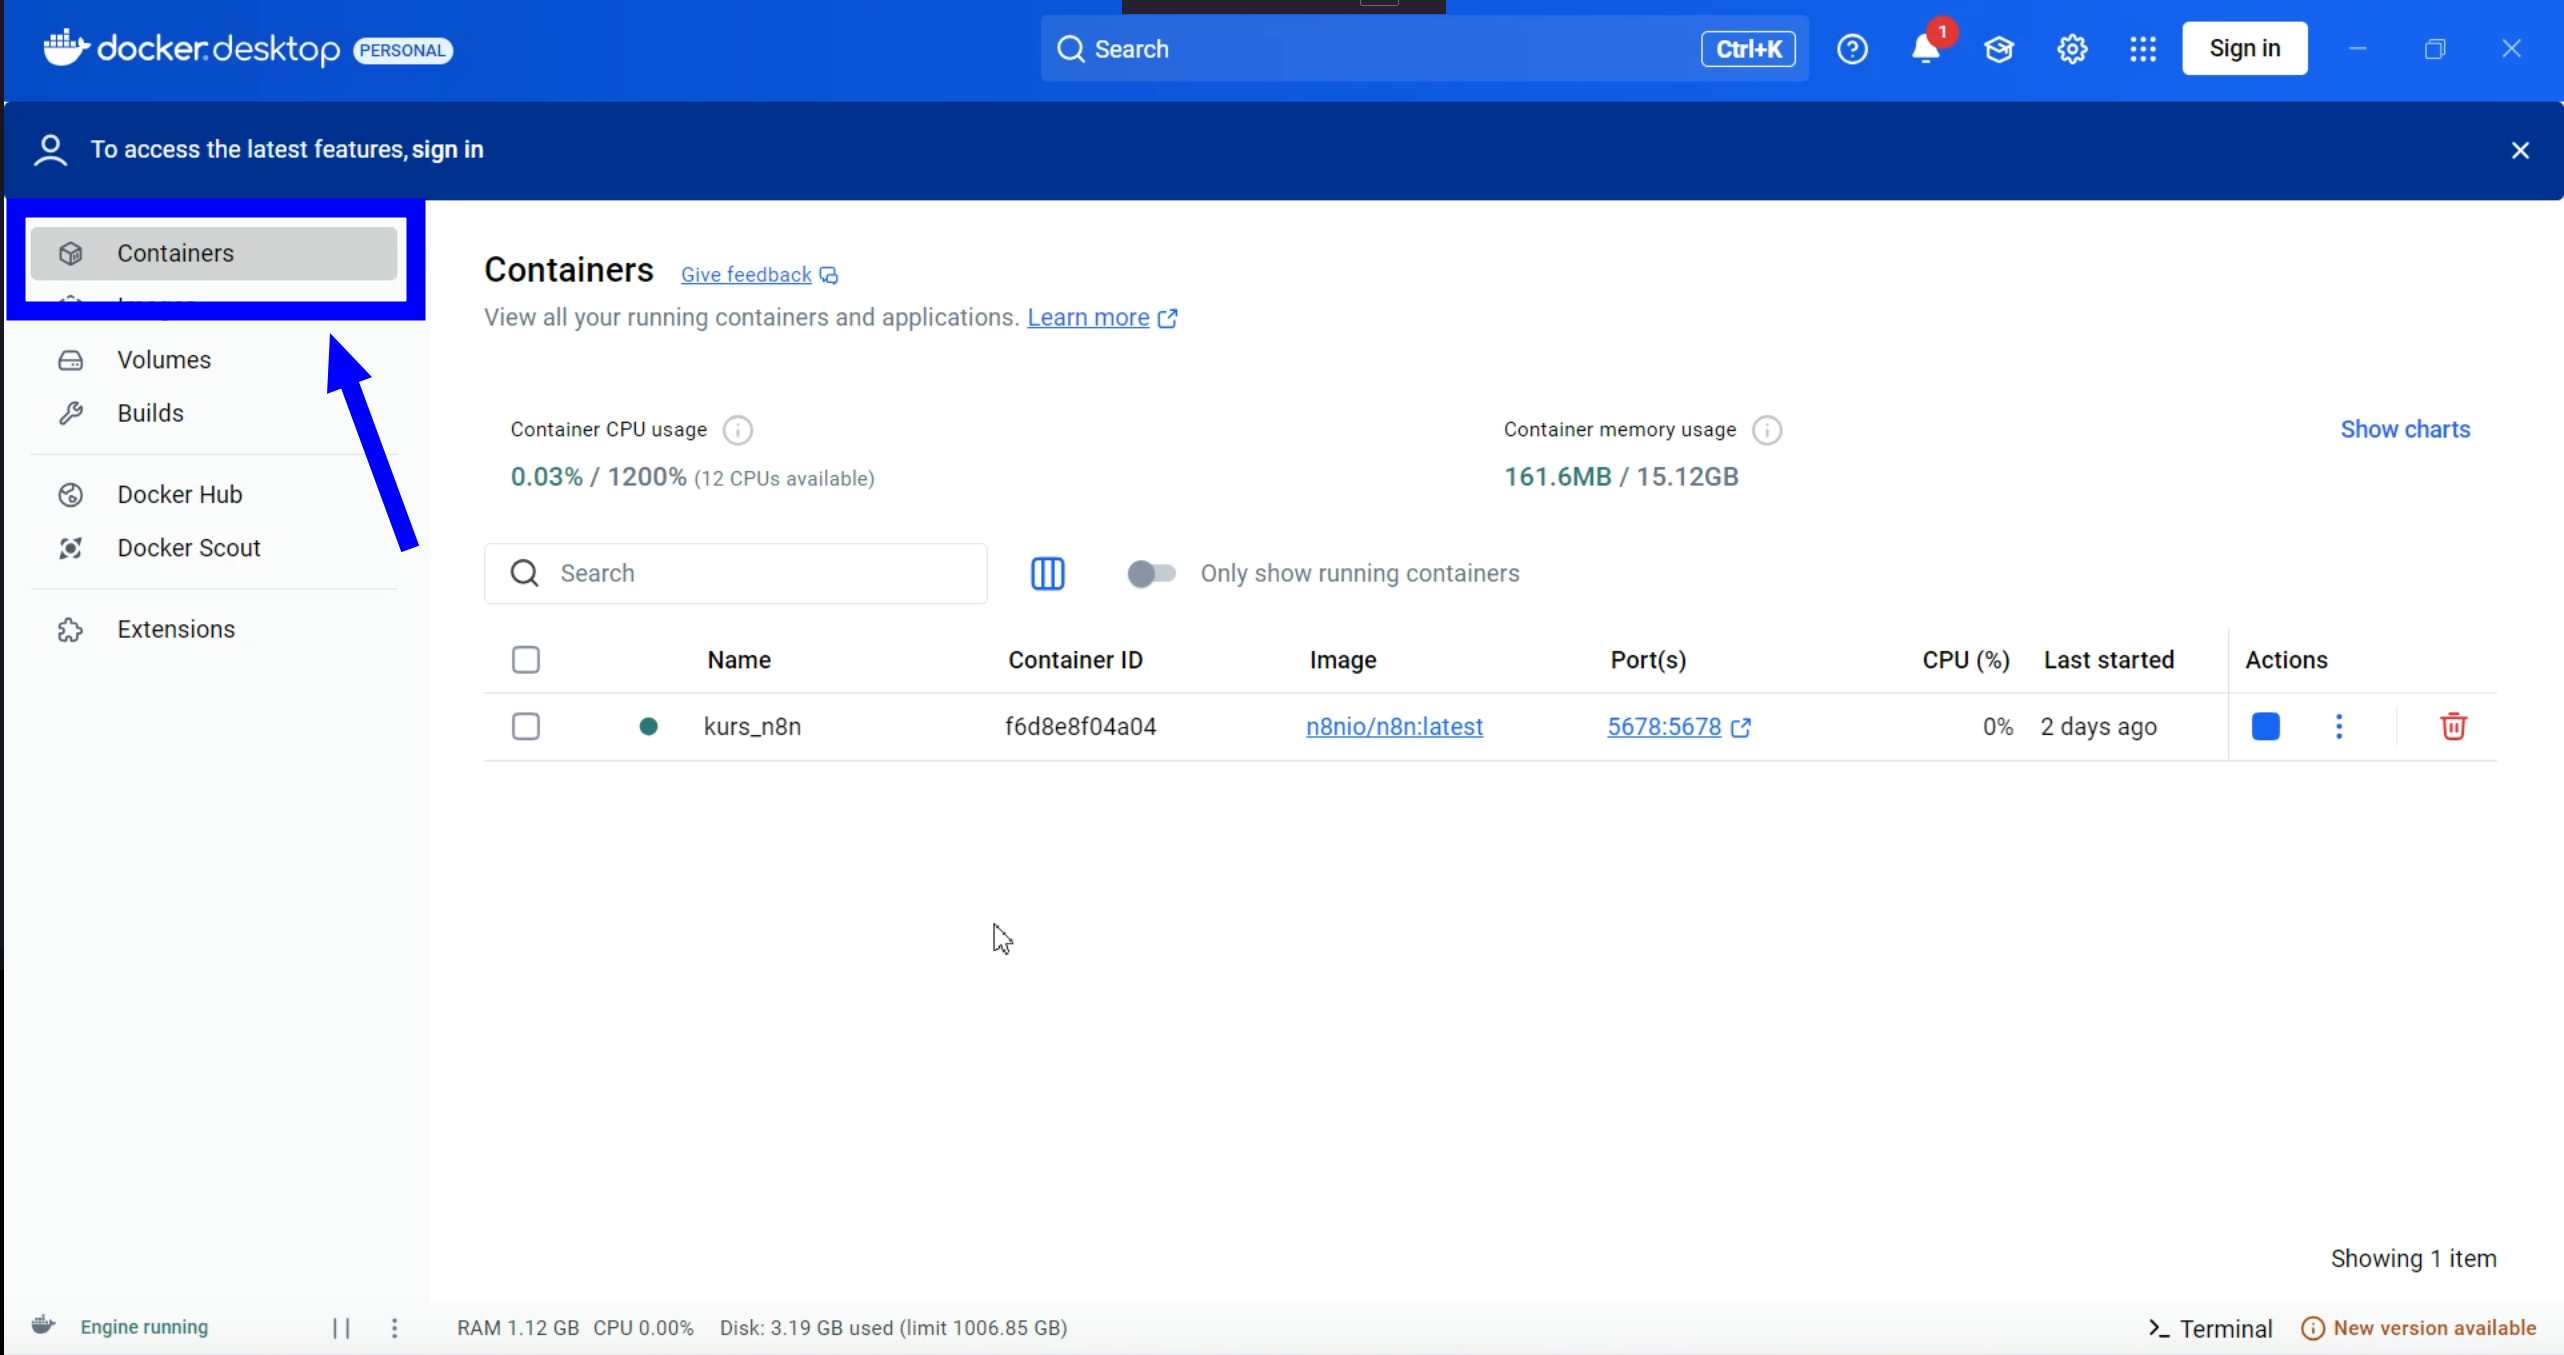 docker.desktop PERSONAL
Search Ctrl+K
1
Sign in
To access the latest features, sign in
Containers
Volumes
Builds
Docker Hub
Docker Scout
Extensions
Containers Give feedback
View all your running containers and applications. Learn more
Container CPU usage
0.03% / 1200% (12 CPUs available)
Container memory usage
161.6MB / 15.12GB
Show charts
Search
Only show running containers
Name Container ID Image Port(s) CPU (%) Last started Actions
kurs_n8n f6d8e8f04a04 n8nio/n8n:latest 5678:5678 0% 2 days ago
Showing 1 item
Engine running
RAM 1.12 GB CPU 0.00% Disk: 3.19 GB used (limit 1006.85 GB)
Terminal
New version available